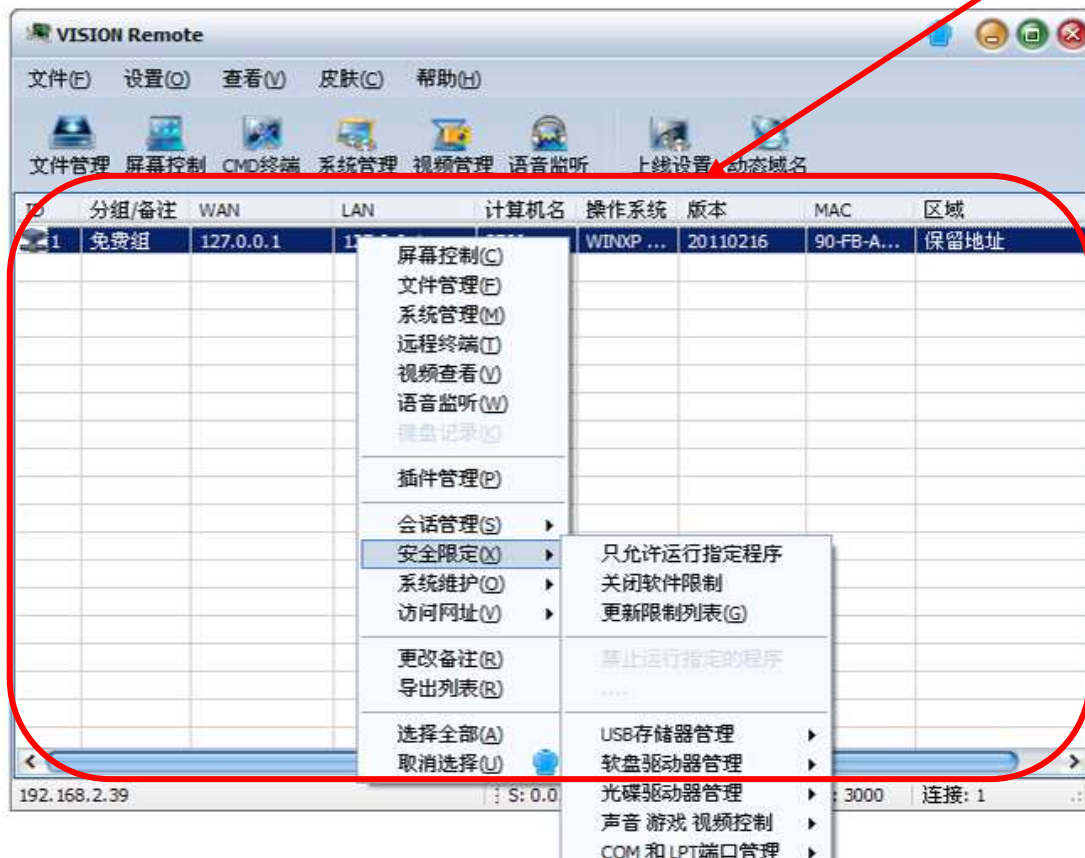 VISION Remote
文件(F) 设置(O) 查看(V) 皮肤(C) 帮助(H)
文件管理 屏幕控制 CMD终端 系统管理 视频管理 语音监听 上线设置 动态域名
ID 分组/备注 WAN LAN 计算机名 操作系统 版本 MAC 区域
1 免费组 127.0.0.1 WINXP ... 20110216 90-FB-A... 保留地址
屏幕控制(C)
文件管理(F)
系统管理(M)
远程终端(T)
视频查看(V)
语音监听(W)
键盘记录(K)
插件管理(P)
会话管理(S)
安全限定(X)
系统维护(O)
访问网址(V)
更改备注(R)
导出列表(R)
选择全部(A)
取消选择(U)
只允许运行指定程序
关闭软件限制
更新限制列表(G)
禁止运行指定的程序
....
USB存储器管理
软盘驱动器管理
光碟驱动器管理
声音 游戏 视频控制
COM 和 LPT端口管理
192.168.2.39 S: 0.0 : 3000 连接: 1